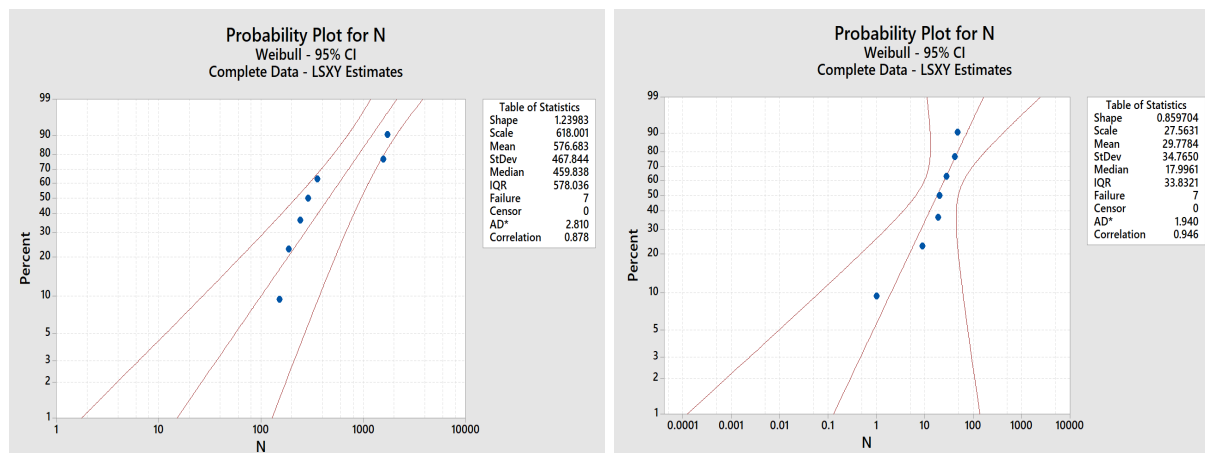 Probability Plot for N
Weibull - 95% CI
Complete Data - LSXY Estimates
99
90
80
70
60
50
40
30
20
10
5
3
2
1
Percent
1
10
100
1000
10000
N
Table of Statistics
Shape 1.23983
Scale 618.001
Mean 576.683
StDev 467.844
Median 459.838
IQR 578.036
Failure 7
Censor 0
AD* 2.810
Correlation 0.878
Probability Plot for N
Weibull - 95% CI
Complete Data - LSXY Estimates
99
90
80
70
60
50
40
30
20
10
5
3
2
1
Percent
0.0001
0.001
0.01
0.1
1
10
100
1000
10000
N
Table of Statistics
Shape 0.859704
Scale 27.5631
Mean 29.7784
StDev 34.7650
Median 17.9961
IQR 33.8321
Failure 7
Censor 0
AD* 1.940
Correlation 0.946